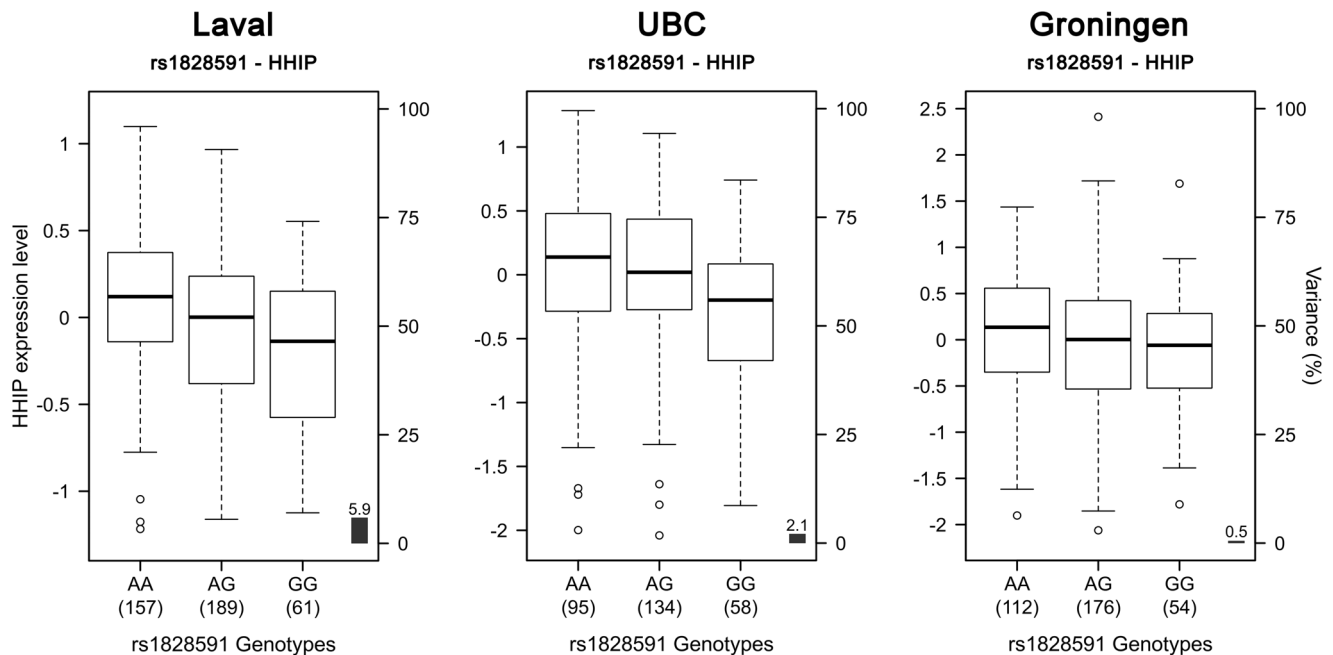 Laval
rs1828591 - HHIP
HHIP expression level
1
0.5
0
-0.5
-1
100
75
50
25
0
5.9
AA AG GG
(157) (189) (61)
rs1828591 Genotypes
UBC
rs1828591 - HHIP
1
0.5
0
-0.5
-1
-1.5
-2
100
75
50
25
0
2.1
AA AG GG
(95) (134) (58)
rs1828591 Genotypes
Groningen
rs1828591 - HHIP
2.5
2
1.5
1
0.5
0
-0.5
-1
-1.5
-2
100
75
50
25
0
Variance (%)
0.5
AA AG GG
(112) (176) (54)
rs1828591 Genotypes